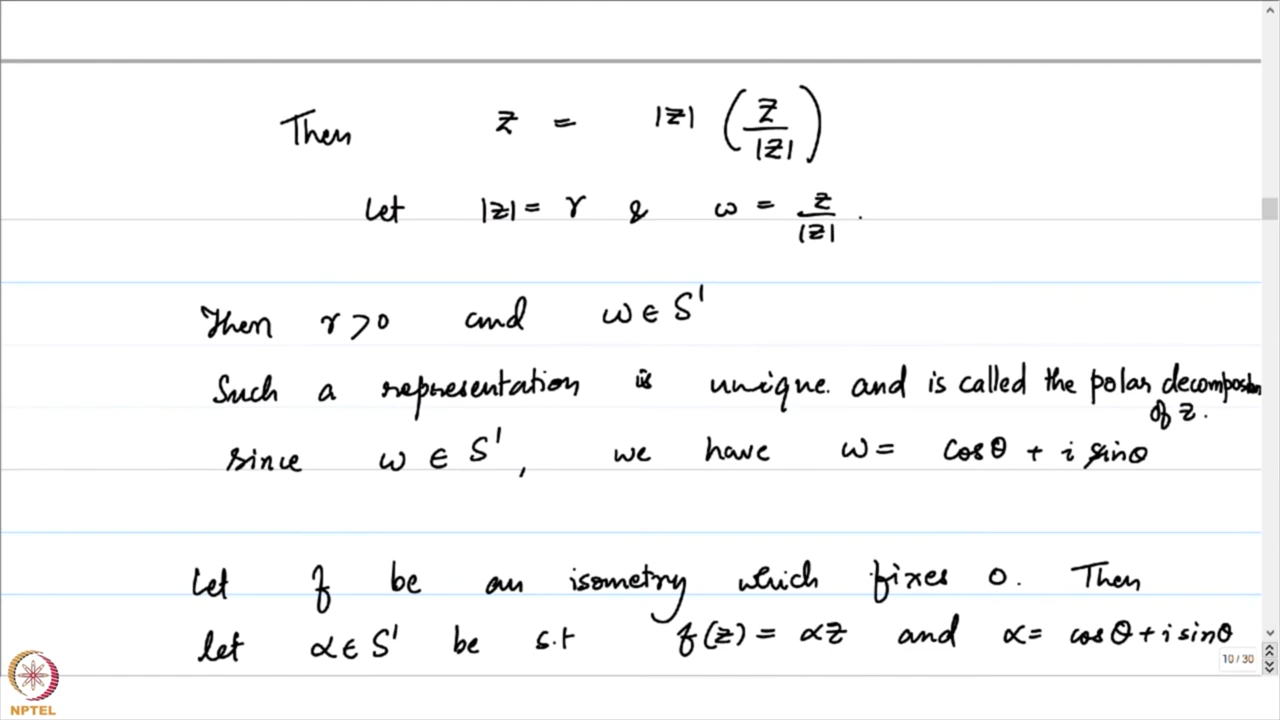 Then z = |z| (z/|z|)
Let |z| = r & ω = z/|z| .
Then r > 0 and ω ∈ S¹
Such a representation is unique. and is called the polar decomposition
of z.
since ω ∈ S¹, we have ω = cosθ + i sinθ
Let f be an isometry which fixes 0. Then
let α ∈ S¹ be s.t f(z) = αz and α = cosθ + i sinθ
10 / 30
NPTEL